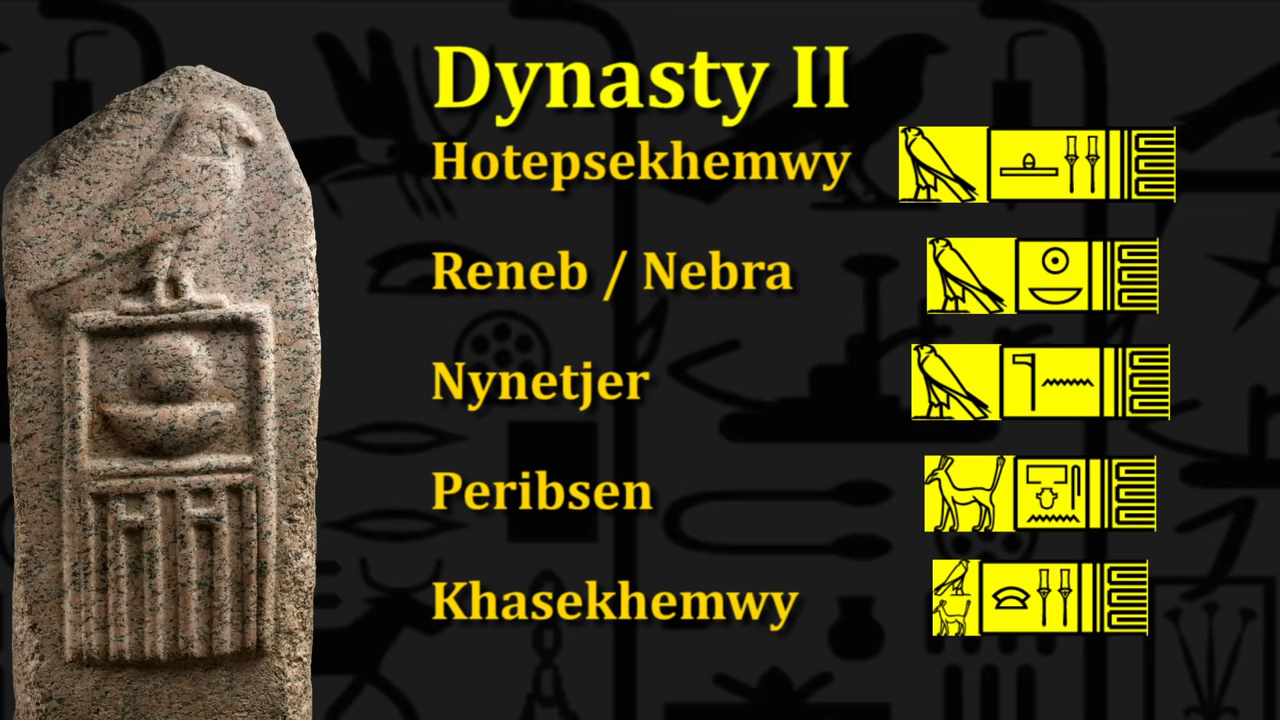 Dynasty II
Hotepsekhemwy
Reneb / Nebra
Nynetjer
Peribsen
Khasekhemwy